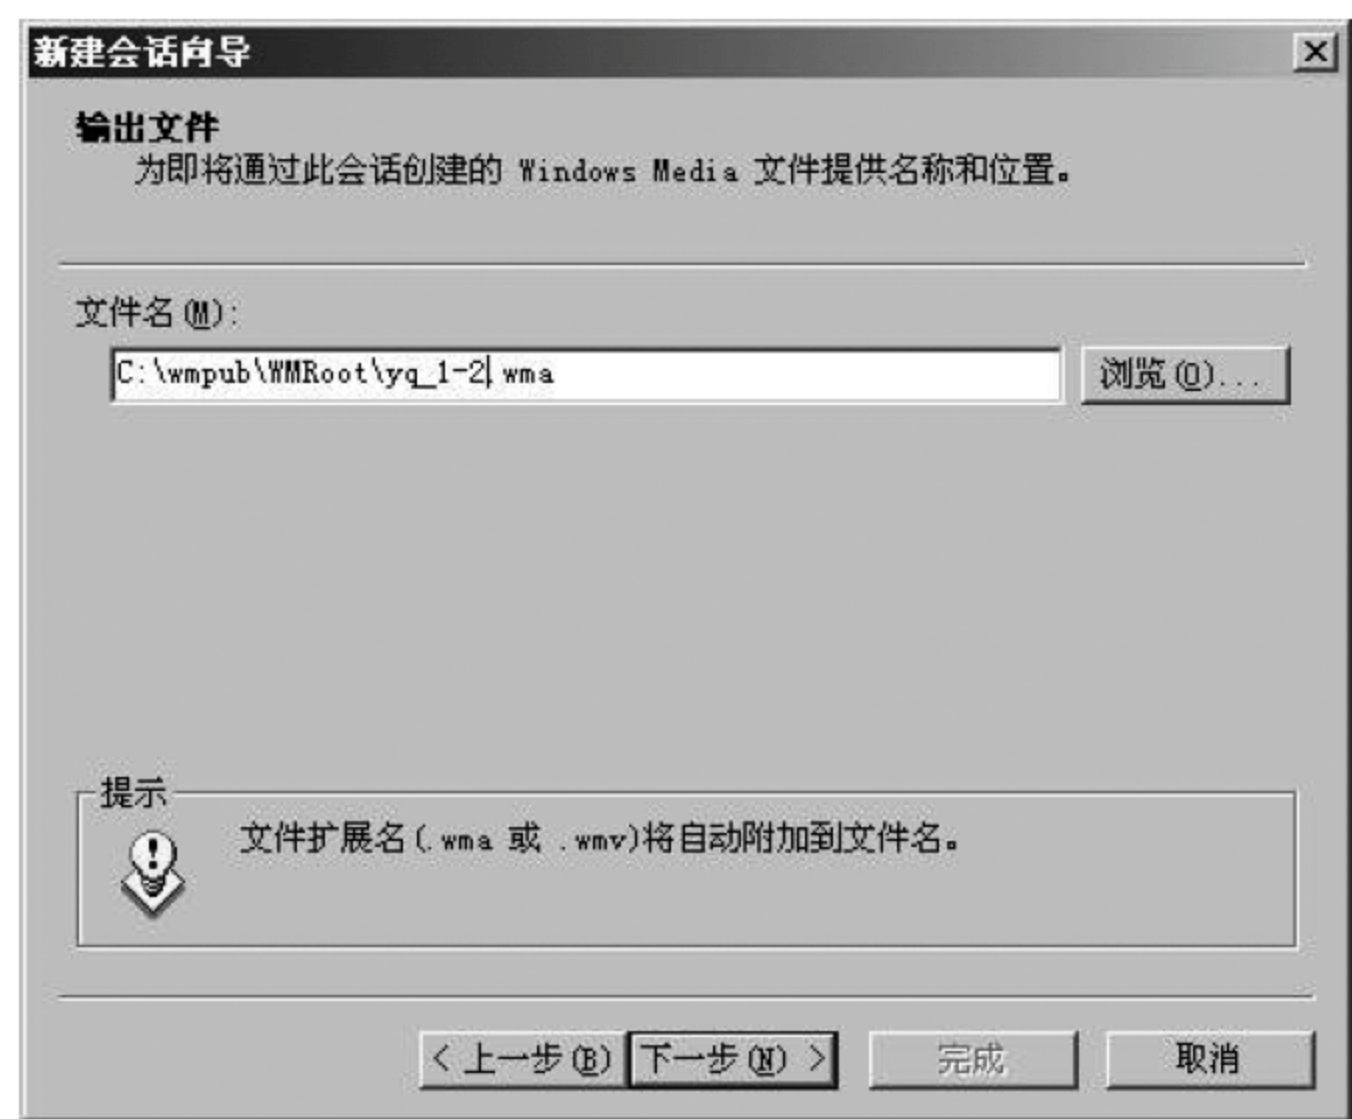 新建会话向导
输出文件
为即将通过此会话创建的 Windows Media 文件提供名称和位置。
文件名(M):
C:\wmpub\WMRoot\yq_1-2.wma
浏览(O)...
提示
文件扩展名(.wma 或 .wmv)将自动附加到文件名。
< 上一步(B) 下一步(N) > 完成 取消